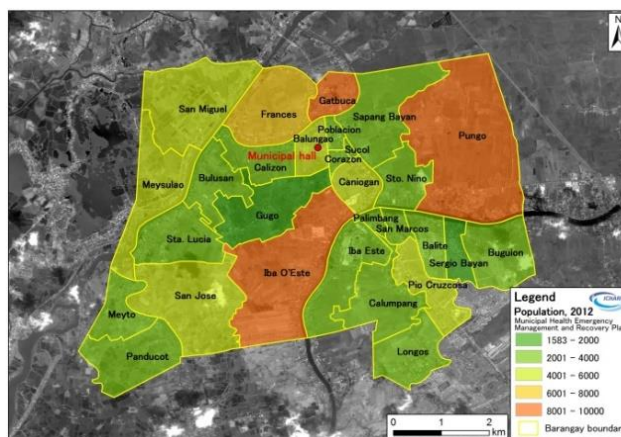 N
Gatbuca
San Miguel
Frances
Sapang Bayan
Poblacion
Pungo
Balungao
Sucol
Municipal hall
Corazon
Calizon
Meysulao
Bulusan
Caniogan
Sto. Nino
Gugo
Palimbang
San Marcos
Sta. Lucia
Iba Este
Balite
Buguion
Sergio Bayan
Iba O'Este
Pio Cruzcosa
San Jose
Meyto
Calumpang
Panducot
Longos
Legend
ICHARM
Population, 2012
Municipal Health Emergency
Management and Recovery Pla
1583 - 2000
2001 - 4000
4001 - 6000
6001 - 8000
8001 - 10000
Barangay boundar
0 1 2
km